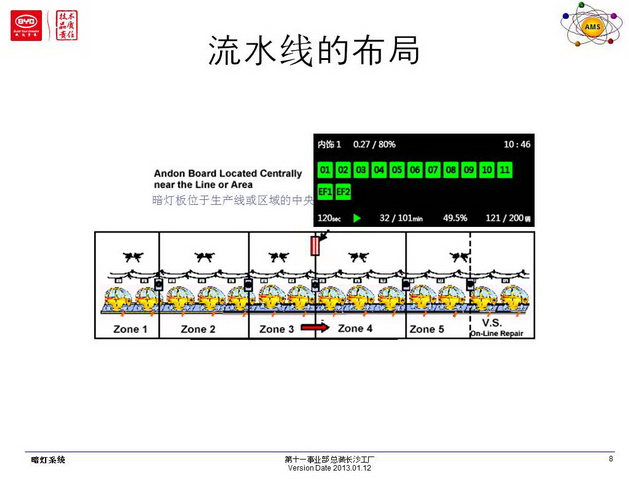 BYD
技术
品质
责任
AMS
流水线的布局
Andon Board Located Centrally
near the Line or Area
暗灯板位于生产线或区域的中央
内饰 1 0.27 / 80% 10 : 46
01 02 03 04 05 06 07 08 09 10 11
EF1 EF2
120sec 32 / 101min 49.5% 121 / 200辆
Zone 1 Zone 2 Zone 3 Zone 4 Zone 5 V.S.
On-Line Repair
暗灯系统
第十一事业部总装长沙工厂
Version Date 2013.01.12
8